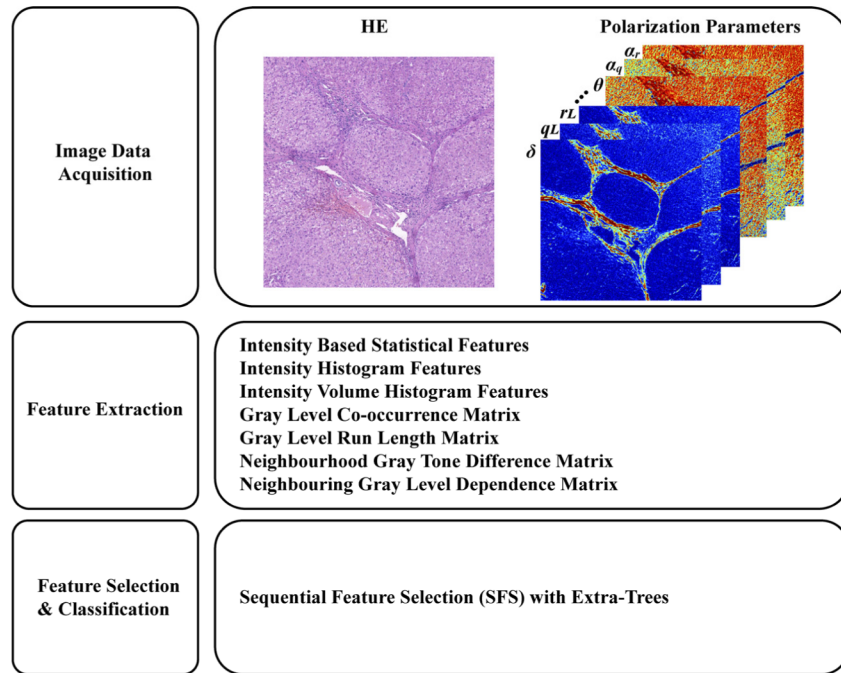 HE
Polarization Parameters
αr
αq
θ
rL
qL
δ
Image Data
Acquisition
Intensity Based Statistical Features
Intensity Histogram Features
Intensity Volume Histogram Features
Gray Level Co-occurrence Matrix
Gray Level Run Length Matrix
Neighbourhood Gray Tone Difference Matrix
Neighbouring Gray Level Dependence Matrix
Feature Extraction
Feature Selection
& Classification
Sequential Feature Selection (SFS) with Extra-Trees